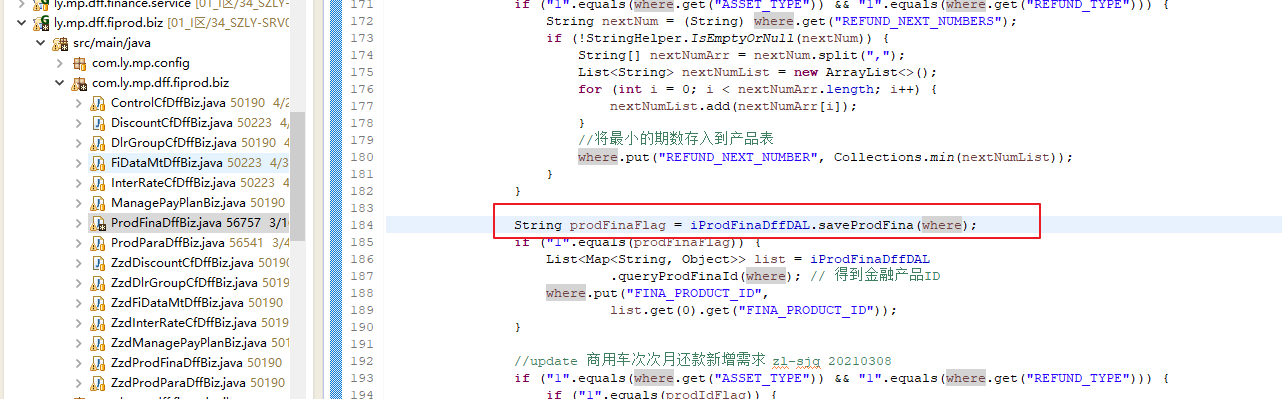 ly.mp.dff.finance.service [01_I区/34_SZLY-SRV
ly.mp.dff.fiprod.biz [01_I区/34_SZLY-SRVC
src/main/java
com.ly.mp.config
com.ly.mp.dff.fiprod.biz
ControlCfDffBiz.java 50190 4/2
DiscountCfDffBiz.java 50223 4/
DlrGroupCfDffBiz.java 50190 4/
FiDataMtDffBiz.java 50223 4/3
InterRateCfDffBiz.java 50223 4/
ManagePayPlanBiz.java 50190
ProdFinaDffBiz.java 56757 3/1
ProdParaDffBiz.java 56541 3/4
ZzdDiscountCfDffBiz.java 50190
ZzdDlrGroupCfDffBiz.java 50190
ZzdFiDataMtDffBiz.java 50190
ZzdInterRateCfDffBiz.java 50190
ZzdManagePayPlanBiz.java 50190
ZzdProdFinaDffBiz.java 50190
ZzdProdParaDffBiz.java 50190
171 if ("1".equals(where.get("ASSET_TYPE")) && "1".equals(where.get("REFUND_TYPE"))) {
172 String nextNum = (String) where.get("REFUND_NEXT_NUMBERS");
173 if (!StringHelper.IsEmptyOrNull(nextNum)) {
174 String[] nextNumArr = nextNum.split(",");
175 List<String> nextNumList = new ArrayList<>();
176 for (int i = 0; i < nextNumArr.length; i++) {
177 nextNumList.add(nextNumArr[i]);
178 }
179 //将最小的期数存入到产品表
180 where.put("REFUND_NEXT_NUMBER", Collections.min(nextNumList));
181 }
182 }
183
184 String prodFinaFlag = iProdFinaDffDAL.saveProdFina(where);
185 if ("1".equals(prodFinaFlag)) {
186 List<Map<String, Object>> list = iProdFinaDffDAL
187 .queryProdFinaId(where); // 得到金融产品ID
188 where.put("FINA_PRODUCT_ID",
189 list.get(0).get("FINA_PRODUCT_ID"));
190 }
191
192 //update 商用车次次月还款新增需求 zl-sjg 20210308
193 if ("1".equals(where.get("ASSET_TYPE")) && "1".equals(where.get("REFUND_TYPE"))) {
194 if ("1".equals(prodIdFlag)) {